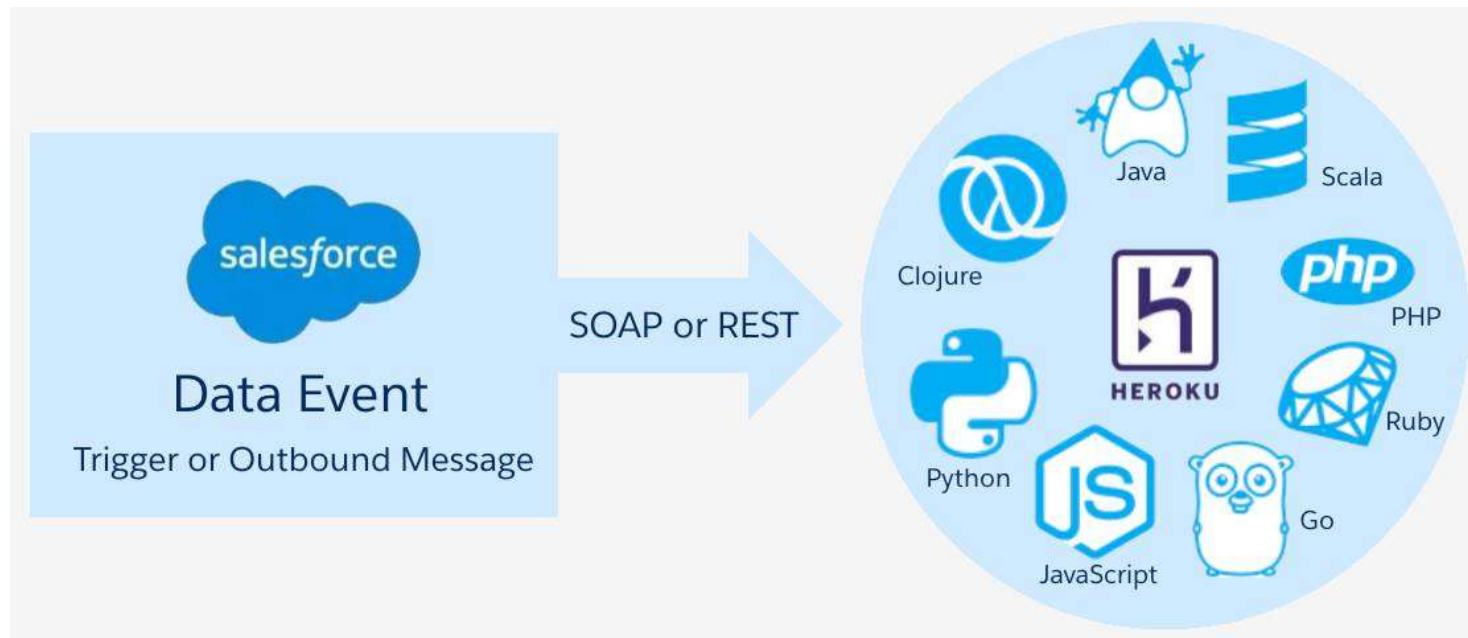 salesforce
Data Event
Trigger or Outbound Message
SOAP or REST
Java
Scala
Clojure
php
PHP
HEROKU
Ruby
Python
JS
Go
JavaScript